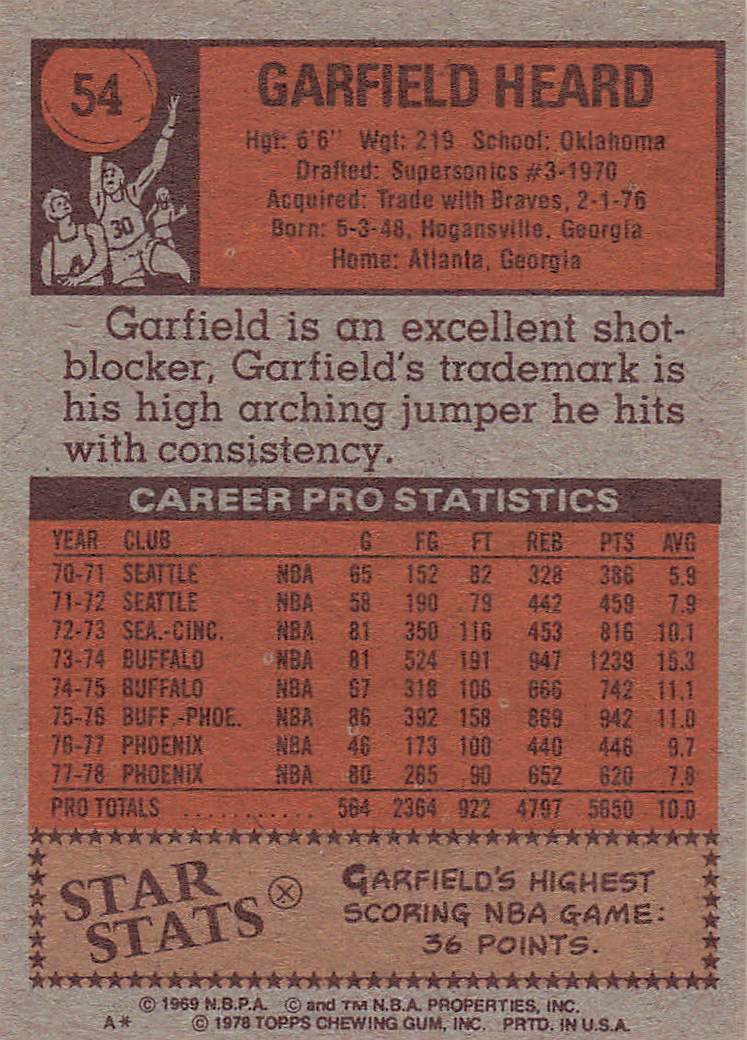 54
GARFIELD HEARD
Hgt: 6'6" Wgt: 219 School: Oklahoma
Drafted: Supersonics #3-1970
Acquired: Trade with Braves, 2-1-76
Born: 5-3-48, Hogansville, Georgia
Home: Atlanta, Georgia
30
Garfield is an excellent shot-
blocker, Garfield's trademark is
his high arching jumper he hits
with consistency.
CAREER PRO STATISTICS
YEAR CLUB G FG FT REB PTS AVG
70-71 SEATTLE NBA 65 152 82 328 386 5.9
71-72 SEATTLE NBA 58 190 79 442 459 7.9
72-73 SEA.-CINC. NBA 81 350 116 453 816 10.1
73-74 BUFFALO NBA 81 524 191 947 1239 15.3
74-75 BUFFALO NBA 67 318 106 666 742 11.1
75-76 BUFF.-PHOE. NBA 86 392 158 869 942 11.0
76-77 PHOENIX NBA 46 173 100 440 446 9.7
77-78 PHOENIX NBA 80 265 90 652 620 7.8
PRO TOTALS ........... 564 2364 922 4797 5650 10.0
STAR
STATS
GARFIELD'S HIGHEST
SCORING NBA GAME:
36 POINTS.
© 1969 N.B.P.A. © and TM N.B.A. PROPERTIES, INC.
A* © 1978 TOPPS CHEWING GUM, INC. PRTD. IN U.S.A.